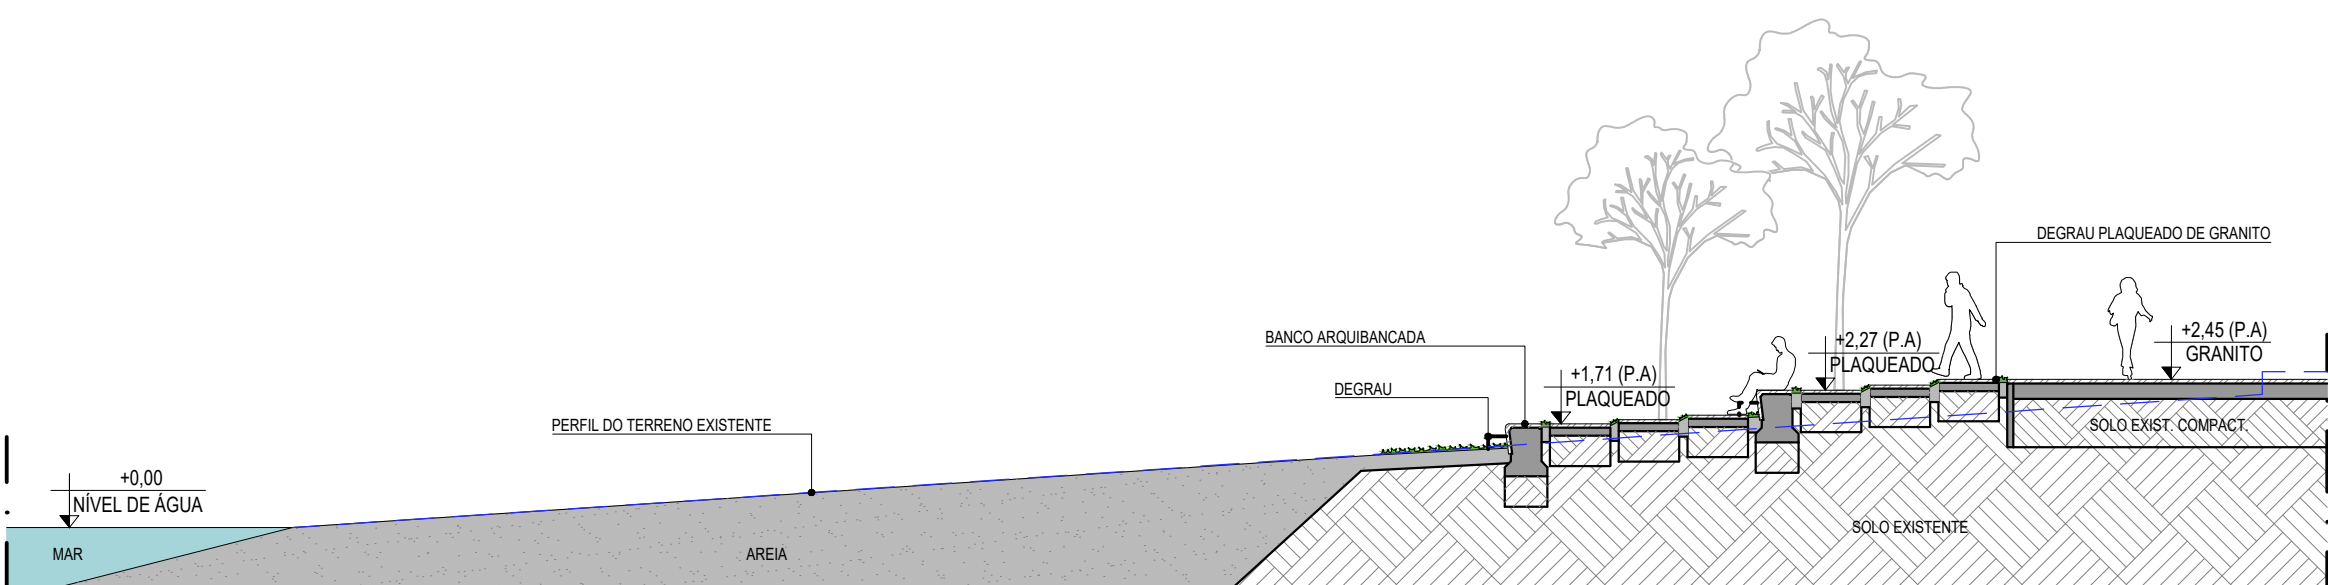 DEGRAU PLAQUEADO DE GRANITO
+2,45 (P.A)
GRANITO
+2,27 (P.A)
PLAQUEADO
BANCO ARQUIBANCADA
+1,71 (P.A)
PLAQUEADO
DEGRAU
PERFIL DO TERRENO EXISTENTE
SOLO EXIST. COMPACT.
+0,00
NÍVEL DE ÁGUA
SOLO EXISTENTE
MAR
AREIA